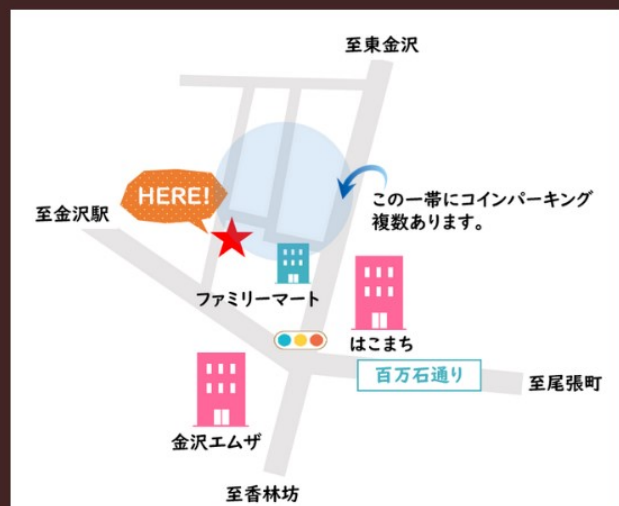 至東金沢
HERE!
この一帯にコインパーキング
複数あります。
至金沢駅
ファミリーマート
はこまち
百万石通り
至尾張町
金沢エムザ
至香林坊